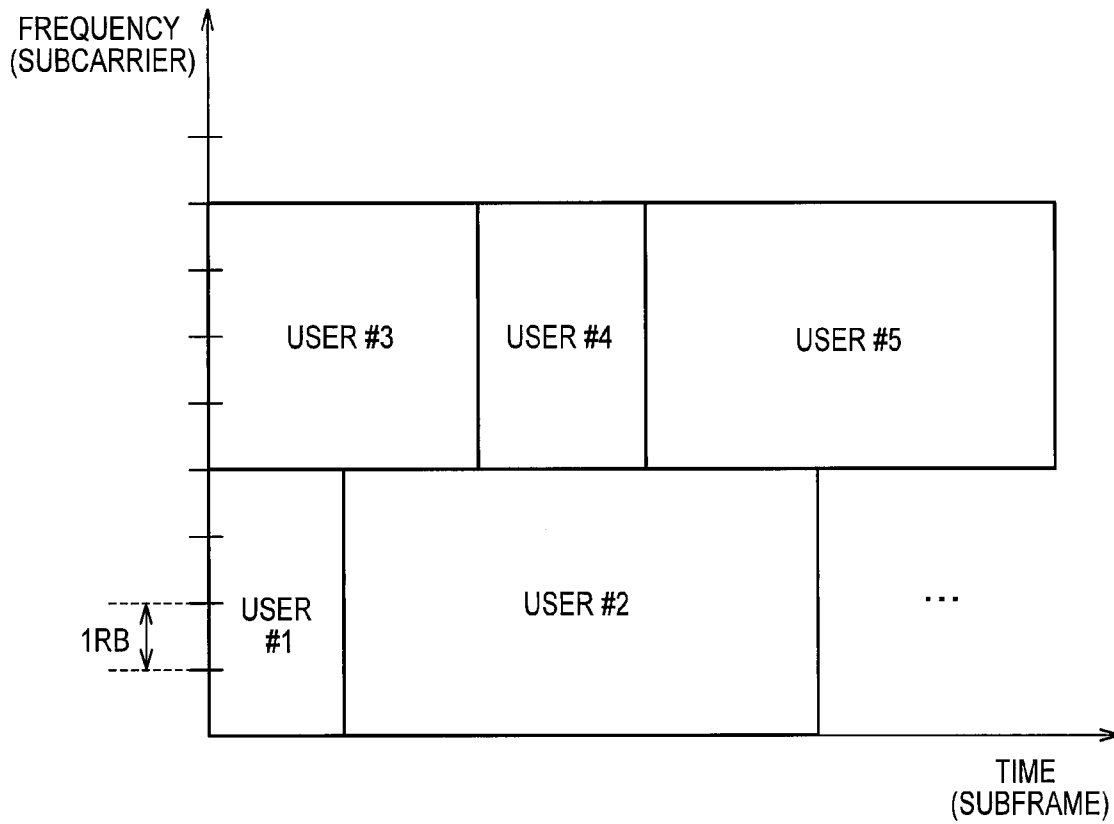 FREQUENCY
(SUBCARRIER)
USER #3
USER #4
USER #5
1RB
USER
#1
USER #2
...
TIME
(SUBFRAME)